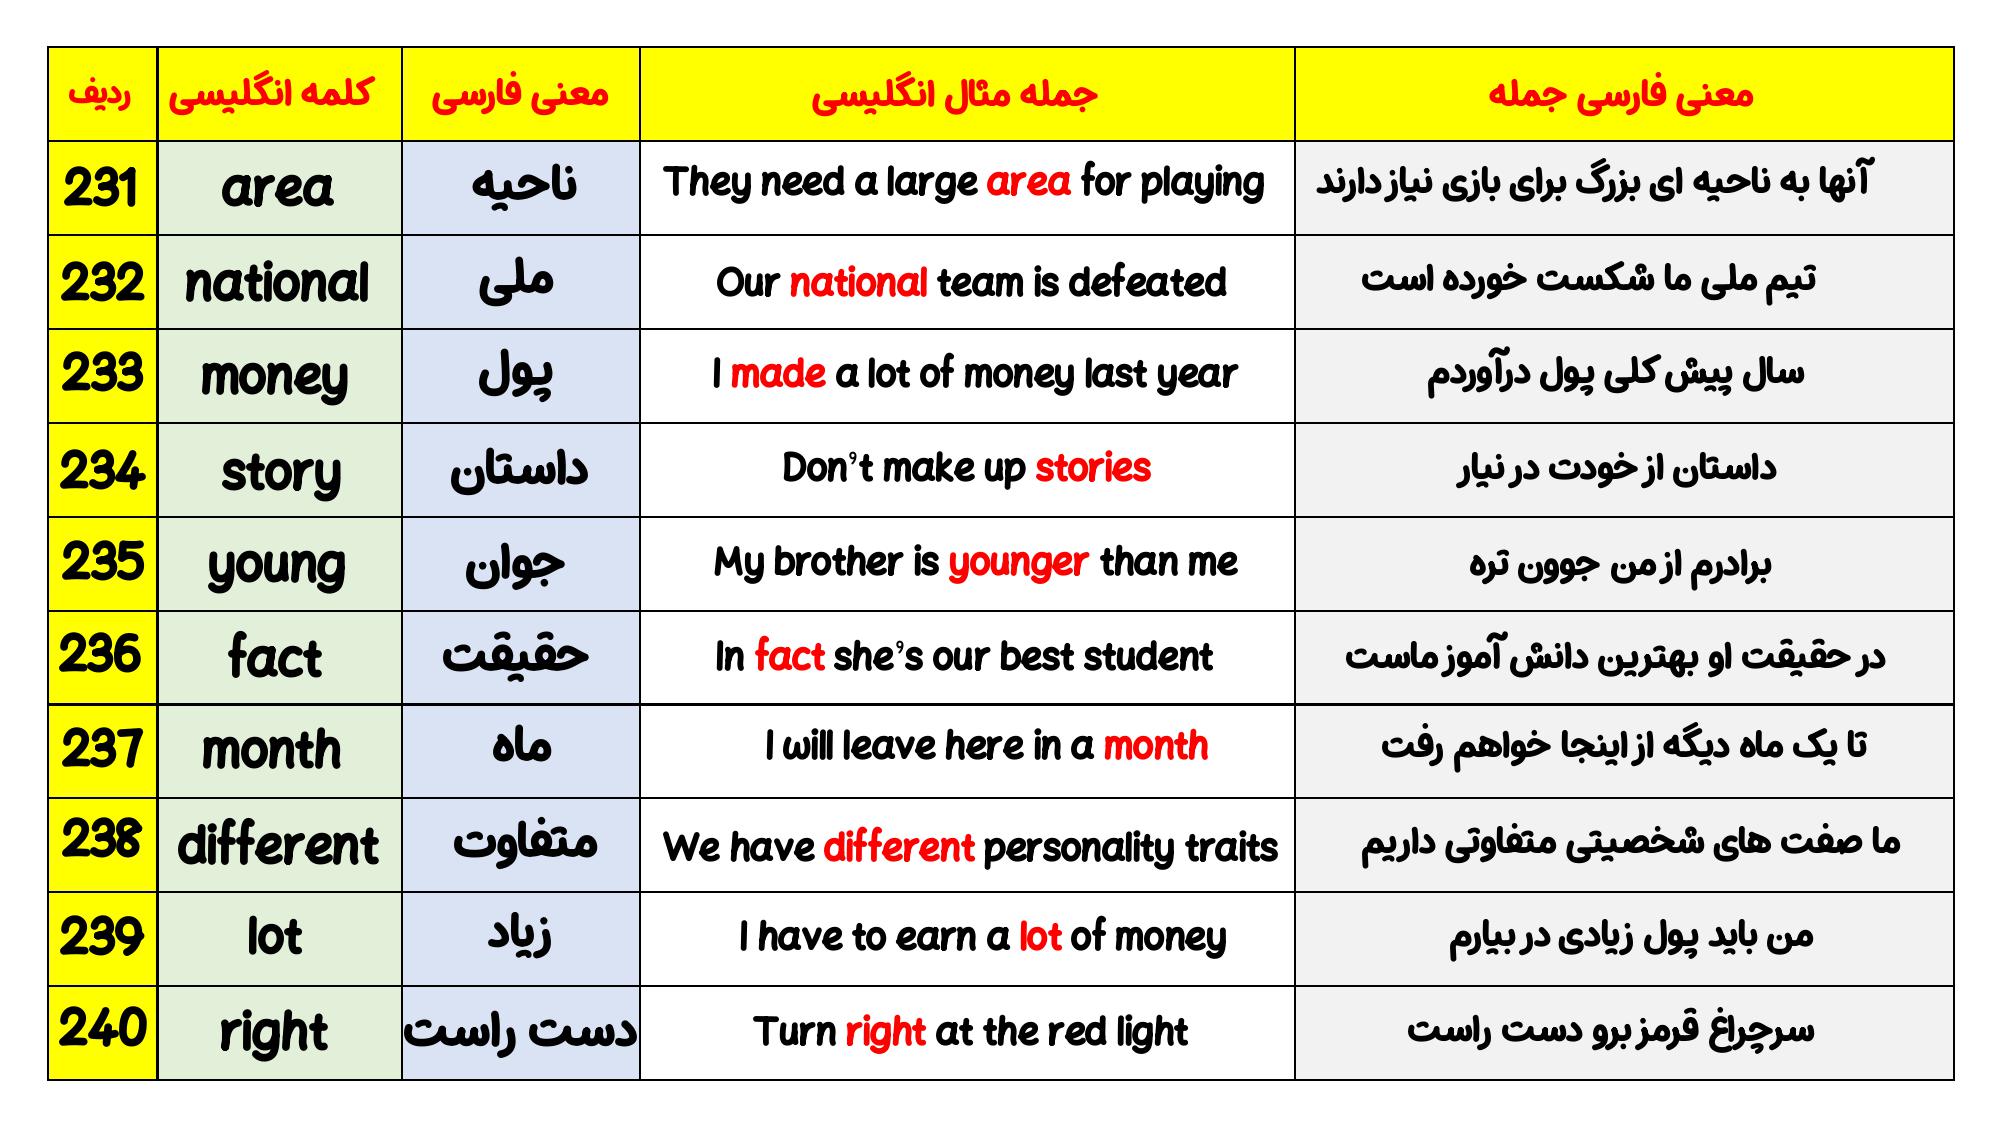 ردیف کلمه انگلیسی معنی فارسی جمله مثال انگلیسی معنی فارسی جمله
231 area ناحیه They need a large area for playing آنها به ناحیه ای بزرگ برای بازی نیاز دارند
232 national ملی Our national team is defeated تیم ملی ما شکست خورده است
233 money پول I made a lot of money last year سال پیش کلی پول درآوردم
234 story داستان Don’t make up stories داستان از خودت در نیار
235 young جوان My brother is younger than me برادرم از من جوون تره
236 fact حقیقت In fact she’s our best student در حقیقت او بهترین دانش آموز ماست
237 month ماه I will leave here in a month تا یک ماه دیگه از اینجا خواهم رفت
238 different متفاوت We have different personality traits ما صفت های شخصیتی متفاوتی داریم
239 lot زیاد I have to earn a lot of money من باید پول زیادی در بیارم
240 right دست راست Turn right at the red light سرچراغ قرمز برو دست راست